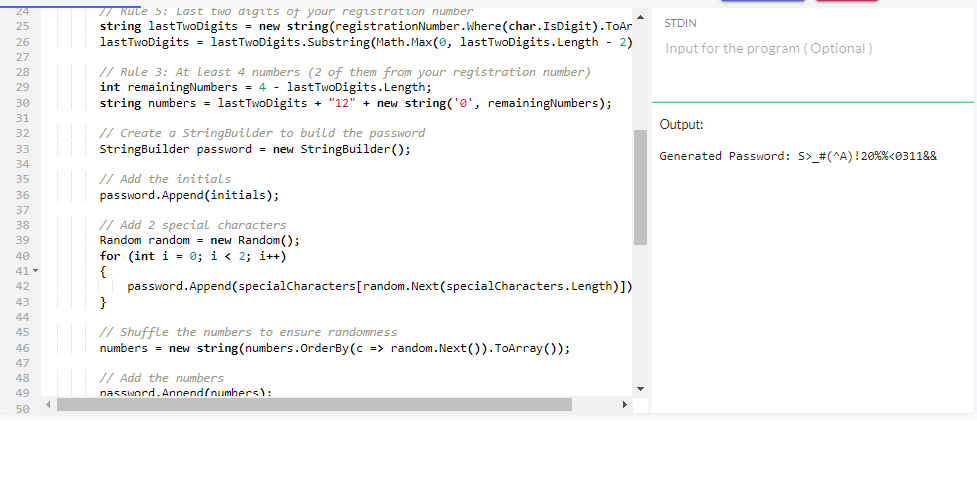 24 // Rule 5: Last two digits of your registration number
25 string lastTwoDigits = new string(registrationNumber.Where(char.IsDigit).ToAr
26 lastTwoDigits = lastTwoDigits.Substring(Math.Max(0, lastTwoDigits.Length - 2)
27
28 // Rule 3: At least 4 numbers (2 of them from your registration number)
29 int remainingNumbers = 4 - lastTwoDigits.Length;
30 string numbers = lastTwoDigits + "12" + new string('0', remainingNumbers);
31
32 // Create a StringBuilder to build the password
33 StringBuilder password = new StringBuilder();
34
35 // Add the initials
36 password.Append(initials);
37
38 // Add 2 special characters
39 Random random = new Random();
40 for (int i = 0; i < 2; i++)
41 {
42 password.Append(specialCharacters[random.Next(specialCharacters.Length)])
43 }
44
45 // Shuffle the numbers to ensure randomness
46 numbers = new string(numbers.OrderBy(c => random.Next()).ToArray());
47
48 // Add the numbers
49 password.Append(numbers);
50
STDIN
Input for the program ( Optional )
Output:
Generated Password: S>_#(^A)!20%%<0311&&